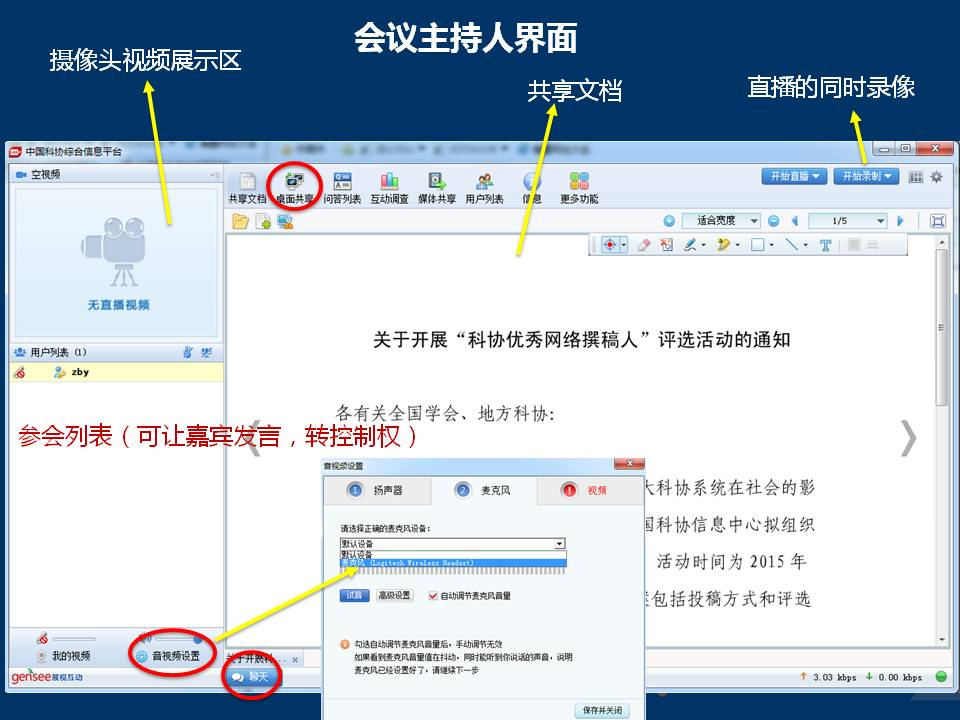 会议主持人界面
摄像头视频展示区
共享文档
直播的同时录像
中国科协综合信息平台
空视频
共享文档 桌面共享 问答列表 互动调查 媒体共享 用户列表 信息 更多功能
开始直播 开始录制
适合宽度 1/5
无直播视频
用户列表 (1)
zby
关于开展“科协优秀网络撰稿人”评选活动的通知
各有关全国学会、地方科协：
参会列表（可让嘉宾发言，转控制权）
大科协系统在社会的影
国科协信息中心拟组织
活动时间为 2015 年
包括投稿方式和评选
音视频设置
1 扬声器 2 麦克风 视频
请选择正确的麦克风设备:
默认设备
默认设备
麦克风 (Logitech Wireless Headset)
试音 高级设置 自动调节麦克风音量
勾选自动调节麦克风音量后，手动调节无效
如果看到麦克风音量值在抖动，同时能听到你说话的声音，说明
麦克风已经设置好了，请继续下一步
保存并关闭
我的视频 音视频设置
关于开展科...
聊天
gensee展视互动
3.03 kbps 0.00 kbps